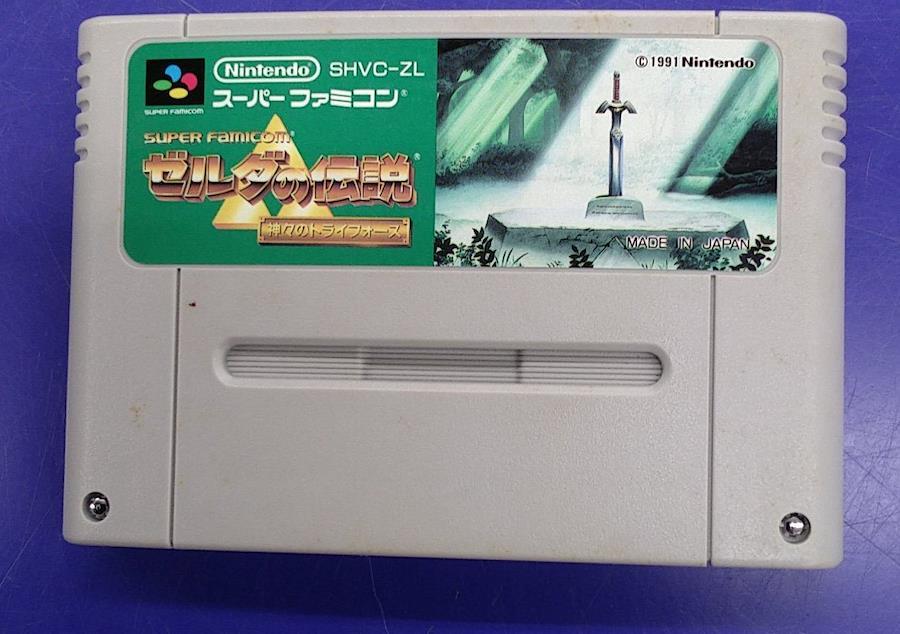 Nintendo SHVC-ZL
スーパーファミコン®
SUPER FAMICOM
SUPER FAMICOM®
ゼルダの伝説®
神々のトライフォース
© 1991 Nintendo
MADE IN JAPAN